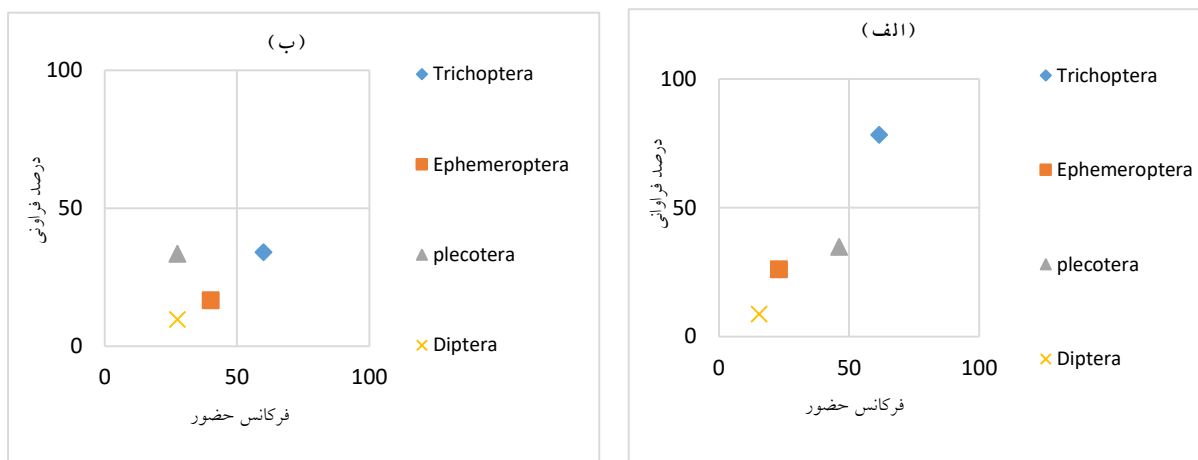 (الف)
100
50
0
0 50 100
درصد فراوانی
فرکانس حضور
Trichoptera
Ephemeroptera
plecotera
Diptera
(ب)
100
50
0
0 50 100
درصد فراونی
فرکانس حضور
Trichoptera
Ephemeroptera
plecotera
Diptera